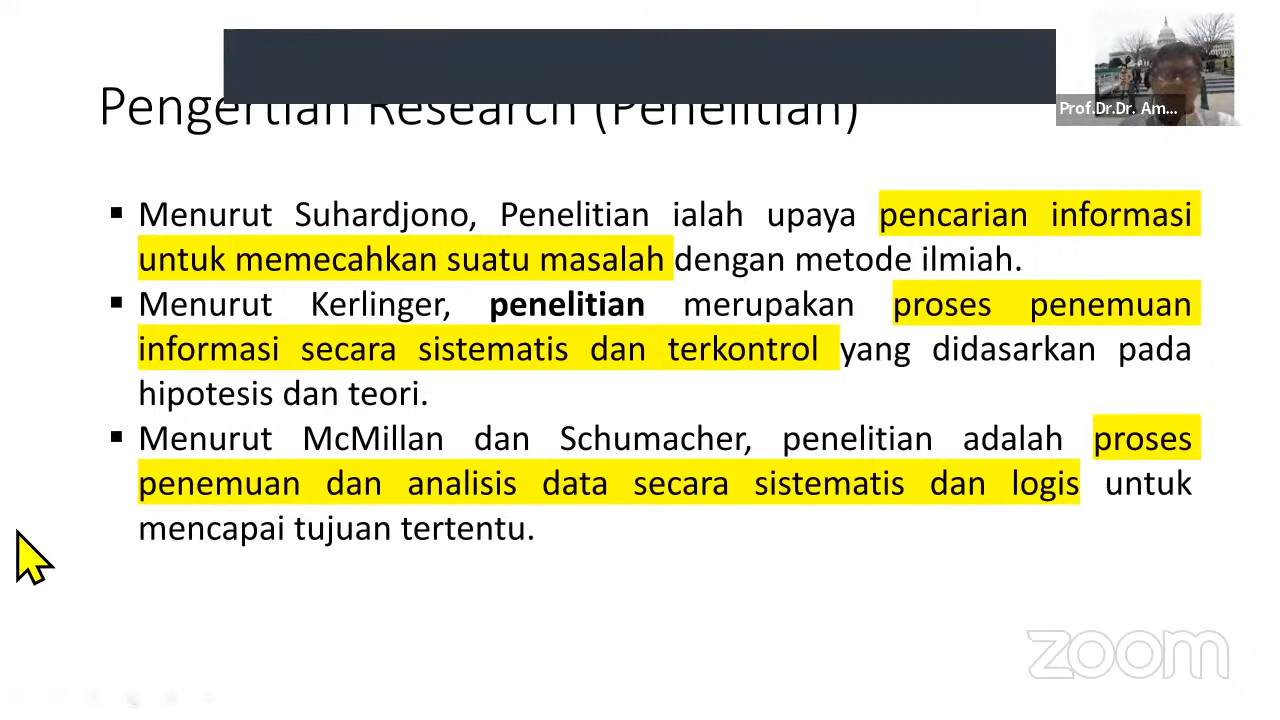 Pengertian Research (Penelitian)
Prof.Dr.Dr. Am...
▪ Menurut Suhardjono, Penelitian ialah upaya pencarian informasi
untuk memecahkan suatu masalah dengan metode ilmiah.
▪ Menurut Kerlinger, penelitian merupakan proses penemuan
informasi secara sistematis dan terkontrol yang didasarkan pada
hipotesis dan teori.
▪ Menurut McMillan dan Schumacher, penelitian adalah proses
penemuan dan analisis data secara sistematis dan logis untuk
mencapai tujuan tertentu.
zoom